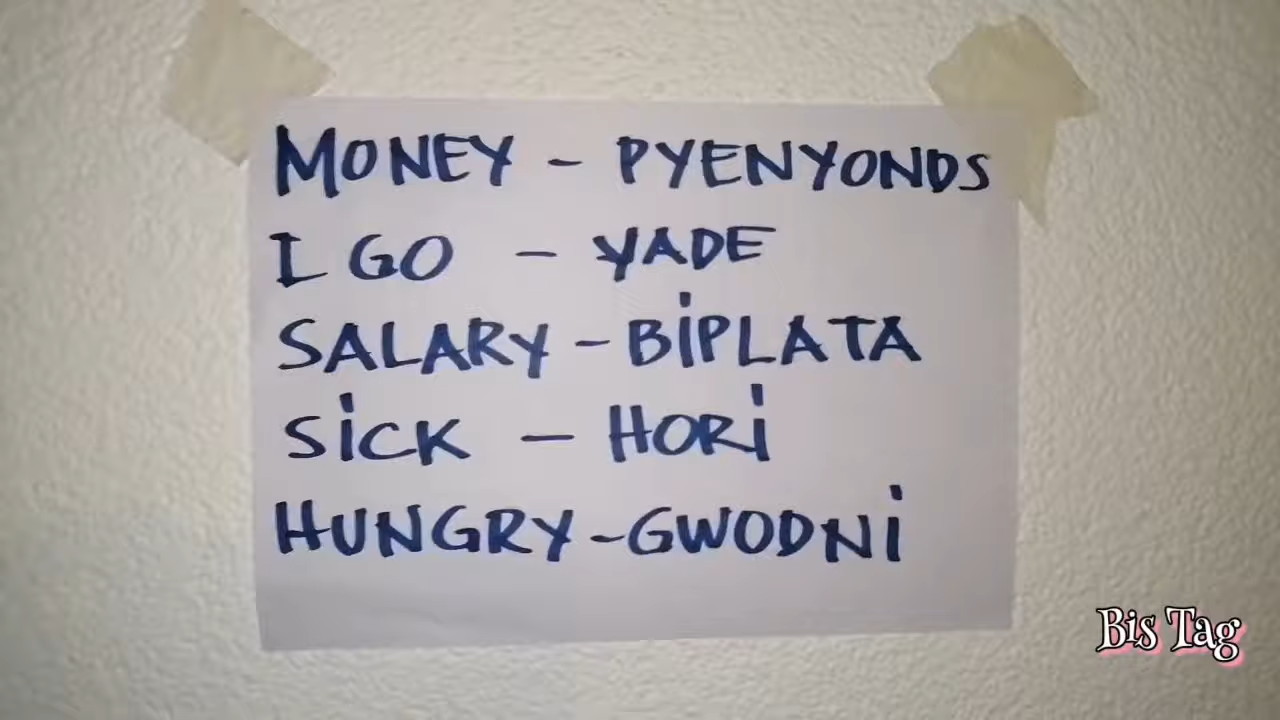 MONEY - PYENYONDS
I GO - YADE
SALARY - BIPLATA
SICK - HORI
HUNGRY - GWODNI
Bis Tag